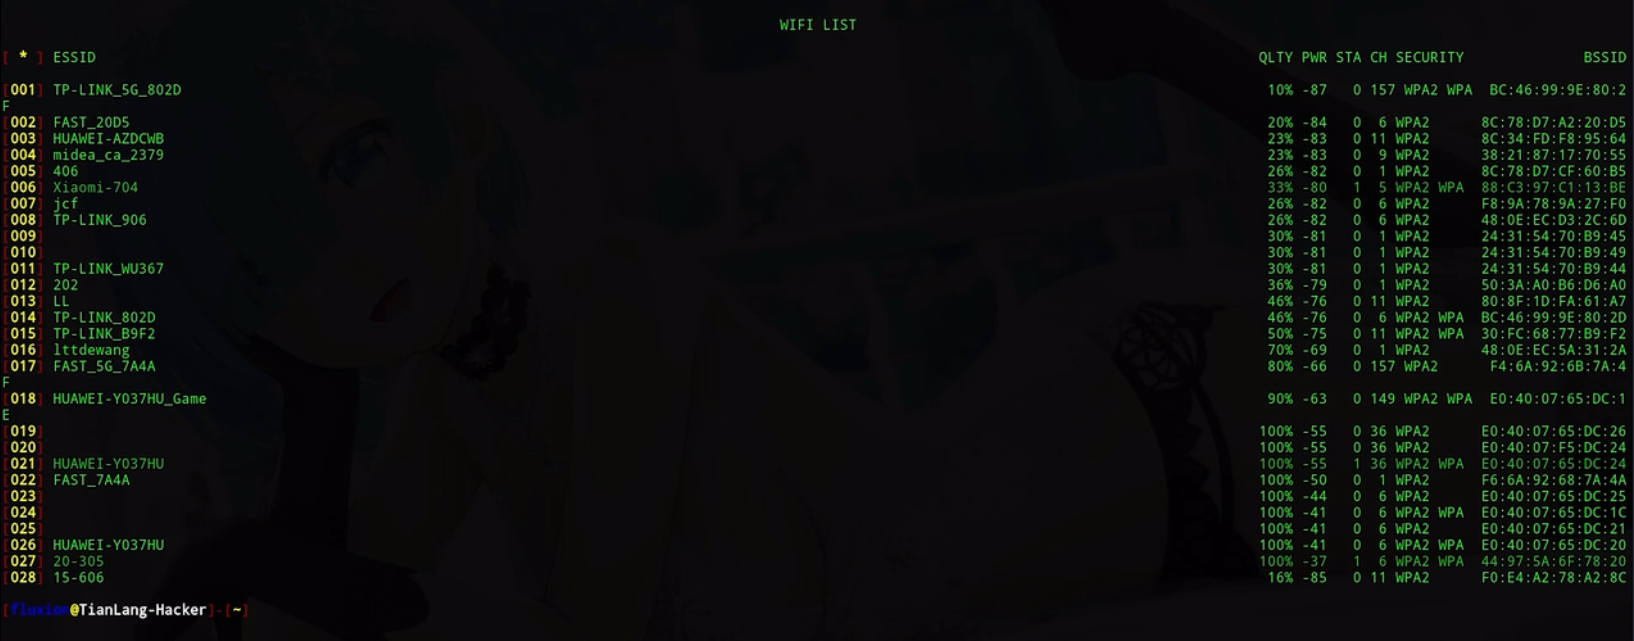 WIFI LIST
[ * ] ESSID QLTY PWR STA CH SECURITY BSSID
[001] TP-LINK_5G_802D 10% -87 0 157 WPA2 WPA BC:46:99:9E:80:2
F
[002] FAST_20D5 20% -84 0 6 WPA2 8C:78:D7:A2:20:D5
[003] HUAWEI-AZDCWB 23% -83 0 11 WPA2 8C:34:FD:F8:95:64
[004] midea_ca_2379 23% -83 0 9 WPA2 38:21:87:17:70:55
[005] 406 26% -82 0 1 WPA2 8C:78:D7:CF:60:B5
[006] Xiaomi-704 33% -80 1 5 WPA2 WPA 88:C3:97:C1:13:BE
[007] jcf 26% -82 0 6 WPA2 F8:9A:78:9A:27:F0
[008] TP-LINK_906 26% -82 0 6 WPA2 48:0E:EC:D3:2C:6D
[009] 30% -81 0 1 WPA2 24:31:54:70:B9:45
[010] 30% -81 0 1 WPA2 24:31:54:70:B9:49
[011] TP-LINK_WU367 30% -81 0 1 WPA2 24:31:54:70:B9:44
[012] 202 36% -79 0 1 WPA2 50:3A:A0:B6:D6:A0
[013] LL 46% -76 0 11 WPA2 80:8F:1D:FA:61:A7
[014] TP-LINK_802D 46% -76 0 6 WPA2 WPA BC:46:99:9E:80:2D
[015] TP-LINK_B9F2 50% -75 0 11 WPA2 WPA 30:FC:68:77:B9:F2
[016] lttdewang 70% -69 0 1 WPA2 48:0E:EC:5A:31:2A
[017] FAST_5G_7A4A 80% -66 0 157 WPA2 F4:6A:92:6B:7A:4
F
[018] HUAWEI-Y037HU_Game 90% -63 0 149 WPA2 WPA E0:40:07:65:DC:1
E
[019] 100% -55 0 36 WPA2 E0:40:07:65:DC:26
[020] 100% -55 0 36 WPA2 E0:40:07:F5:DC:24
[021] HUAWEI-Y037HU 100% -55 1 36 WPA2 WPA E0:40:07:65:DC:24
[022] FAST_7A4A 100% -50 0 1 WPA2 F6:6A:92:68:7A:4A
[023] 100% -44 0 6 WPA2 E0:40:07:65:DC:25
[024] 100% -41 0 6 WPA2 WPA E0:40:07:65:DC:1C
[025] 100% -41 0 6 WPA2 E0:40:07:65:DC:21
[026] HUAWEI-Y037HU 100% -41 0 6 WPA2 WPA E0:40:07:65:DC:20
[027] 20-305 100% -37 1 6 WPA2 WPA 44:97:5A:6F:78:20
[028] 15-606 16% -85 0 11 WPA2 F0:E4:A2:78:A2:8C
[fluxion@TianLang-Hacker]-[~]